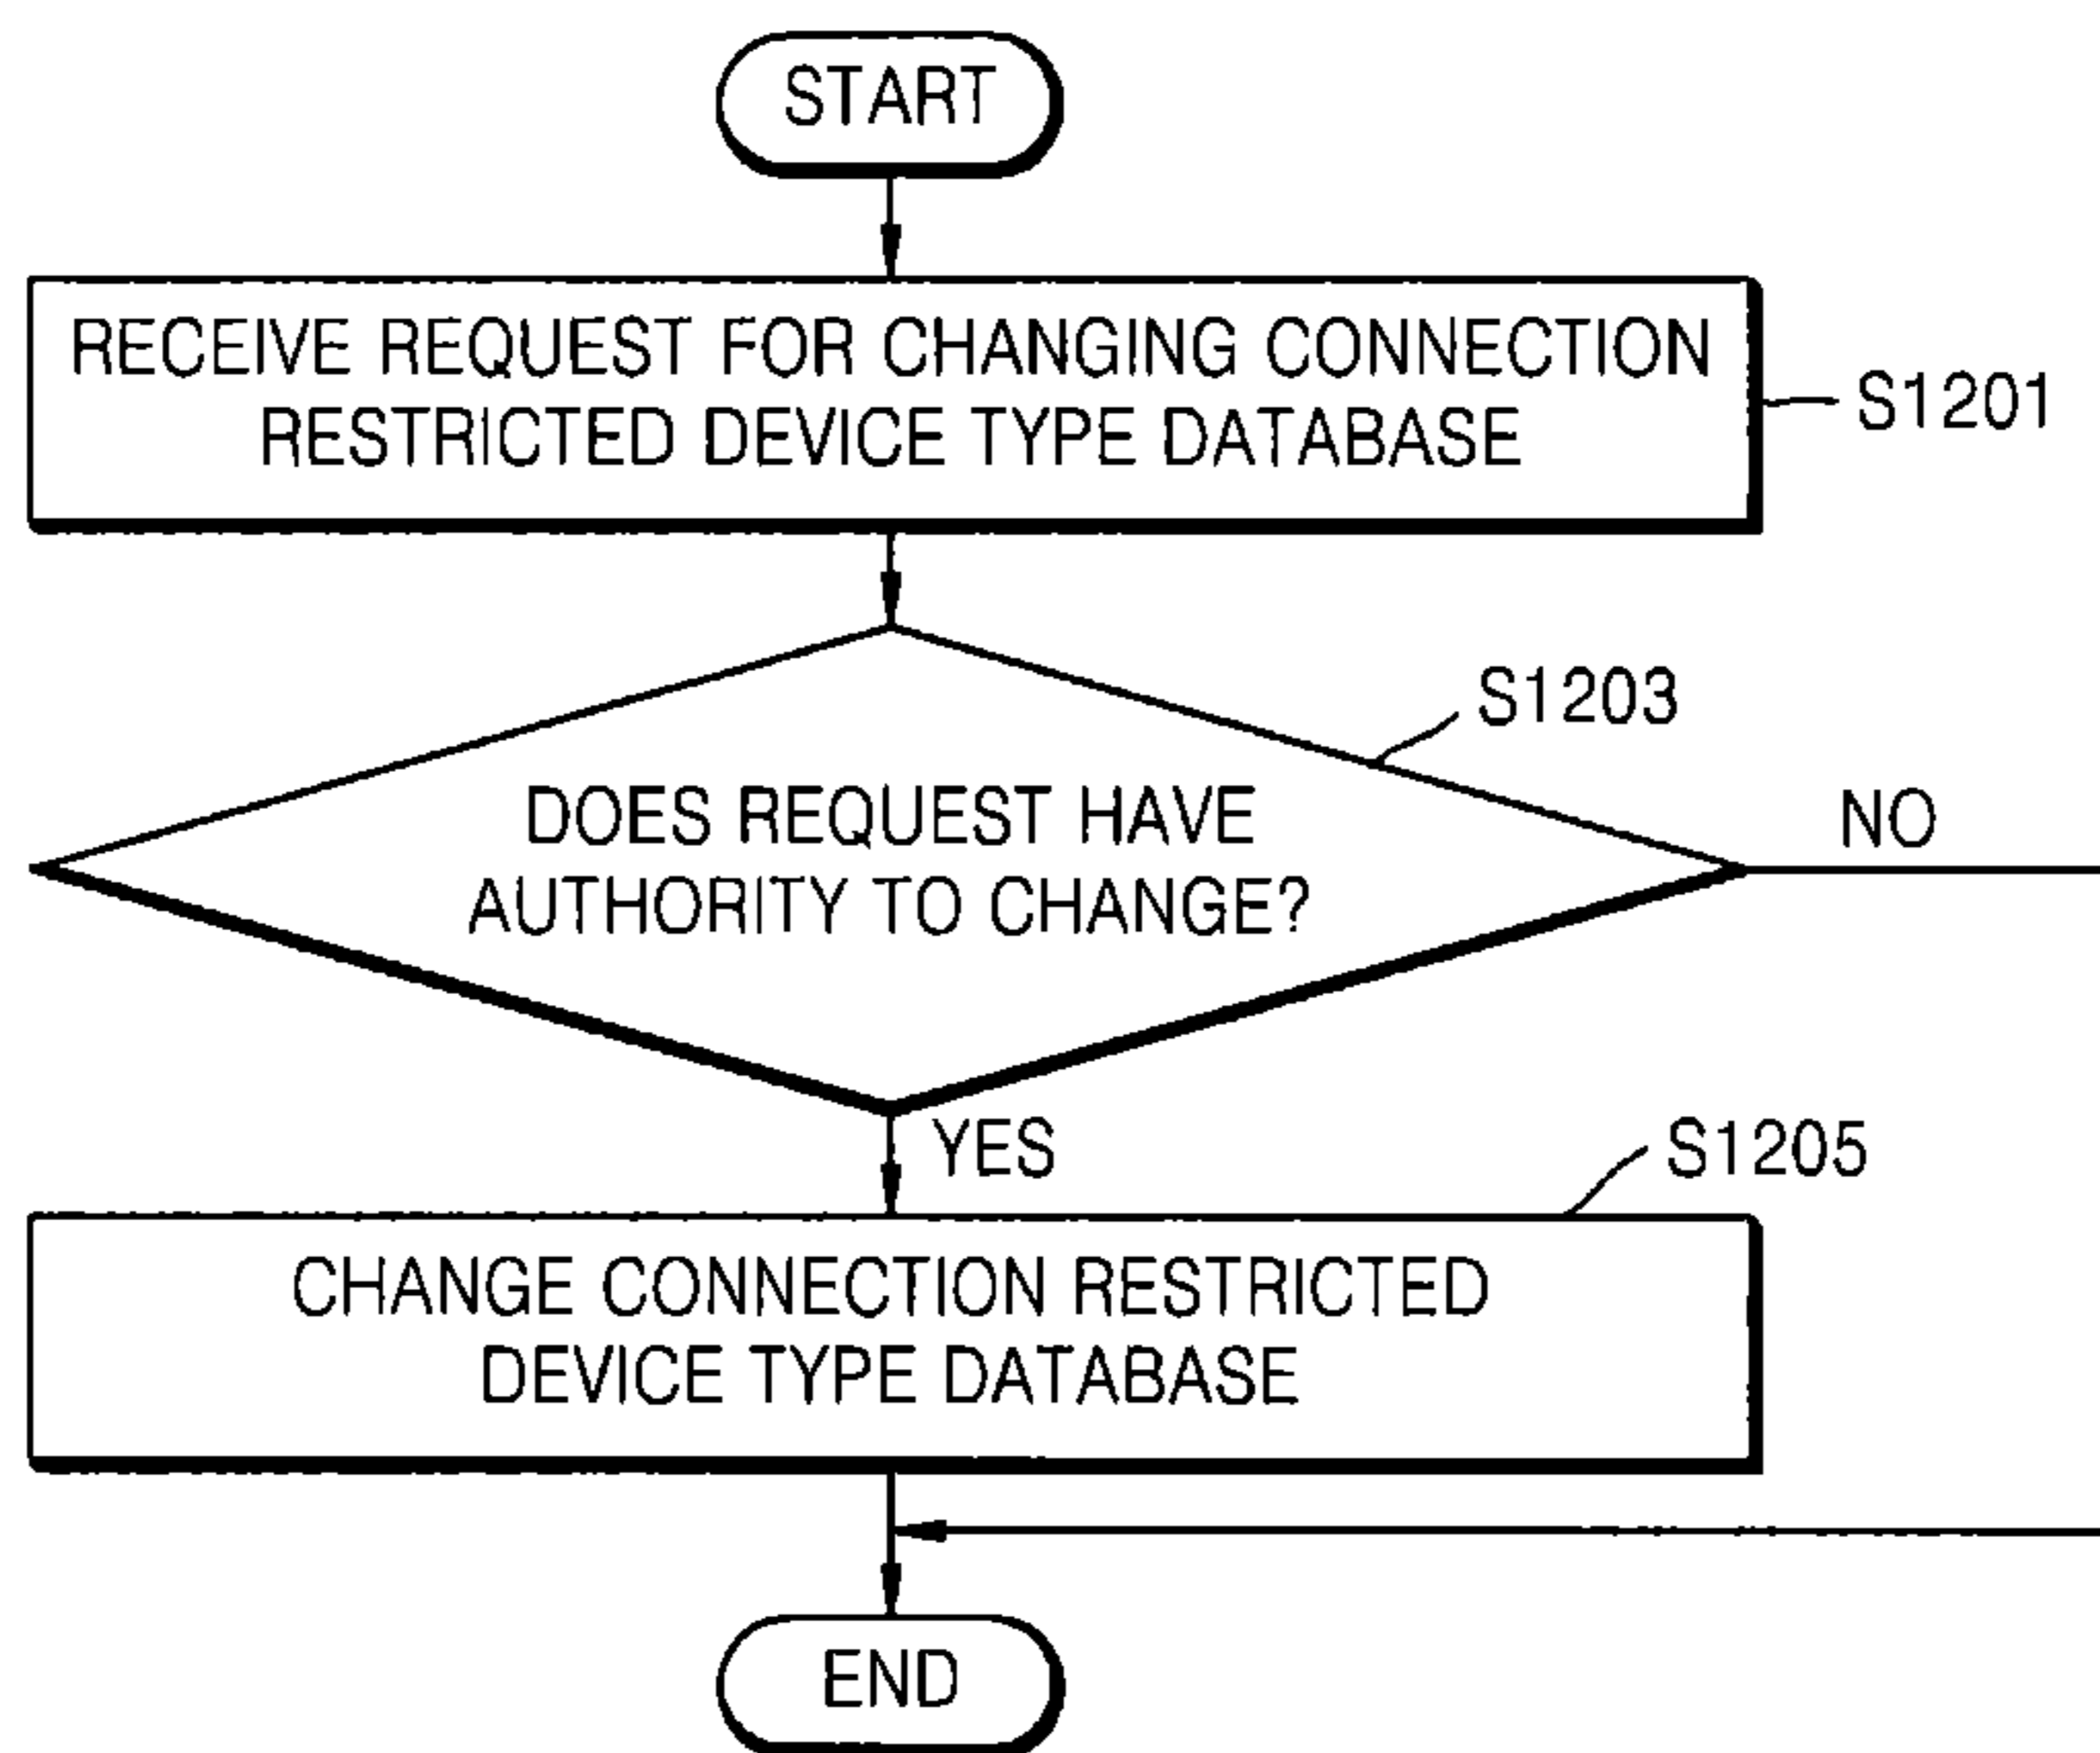 START
RECEIVE REQUEST FOR CHANGING CONNECTION
RESTRICTED DEVICE TYPE DATABASE
S1201
S1203
DOES REQUEST HAVE
AUTHORITY TO CHANGE?
NO
YES
S1205
CHANGE CONNECTION RESTRICTED
DEVICE TYPE DATABASE
END